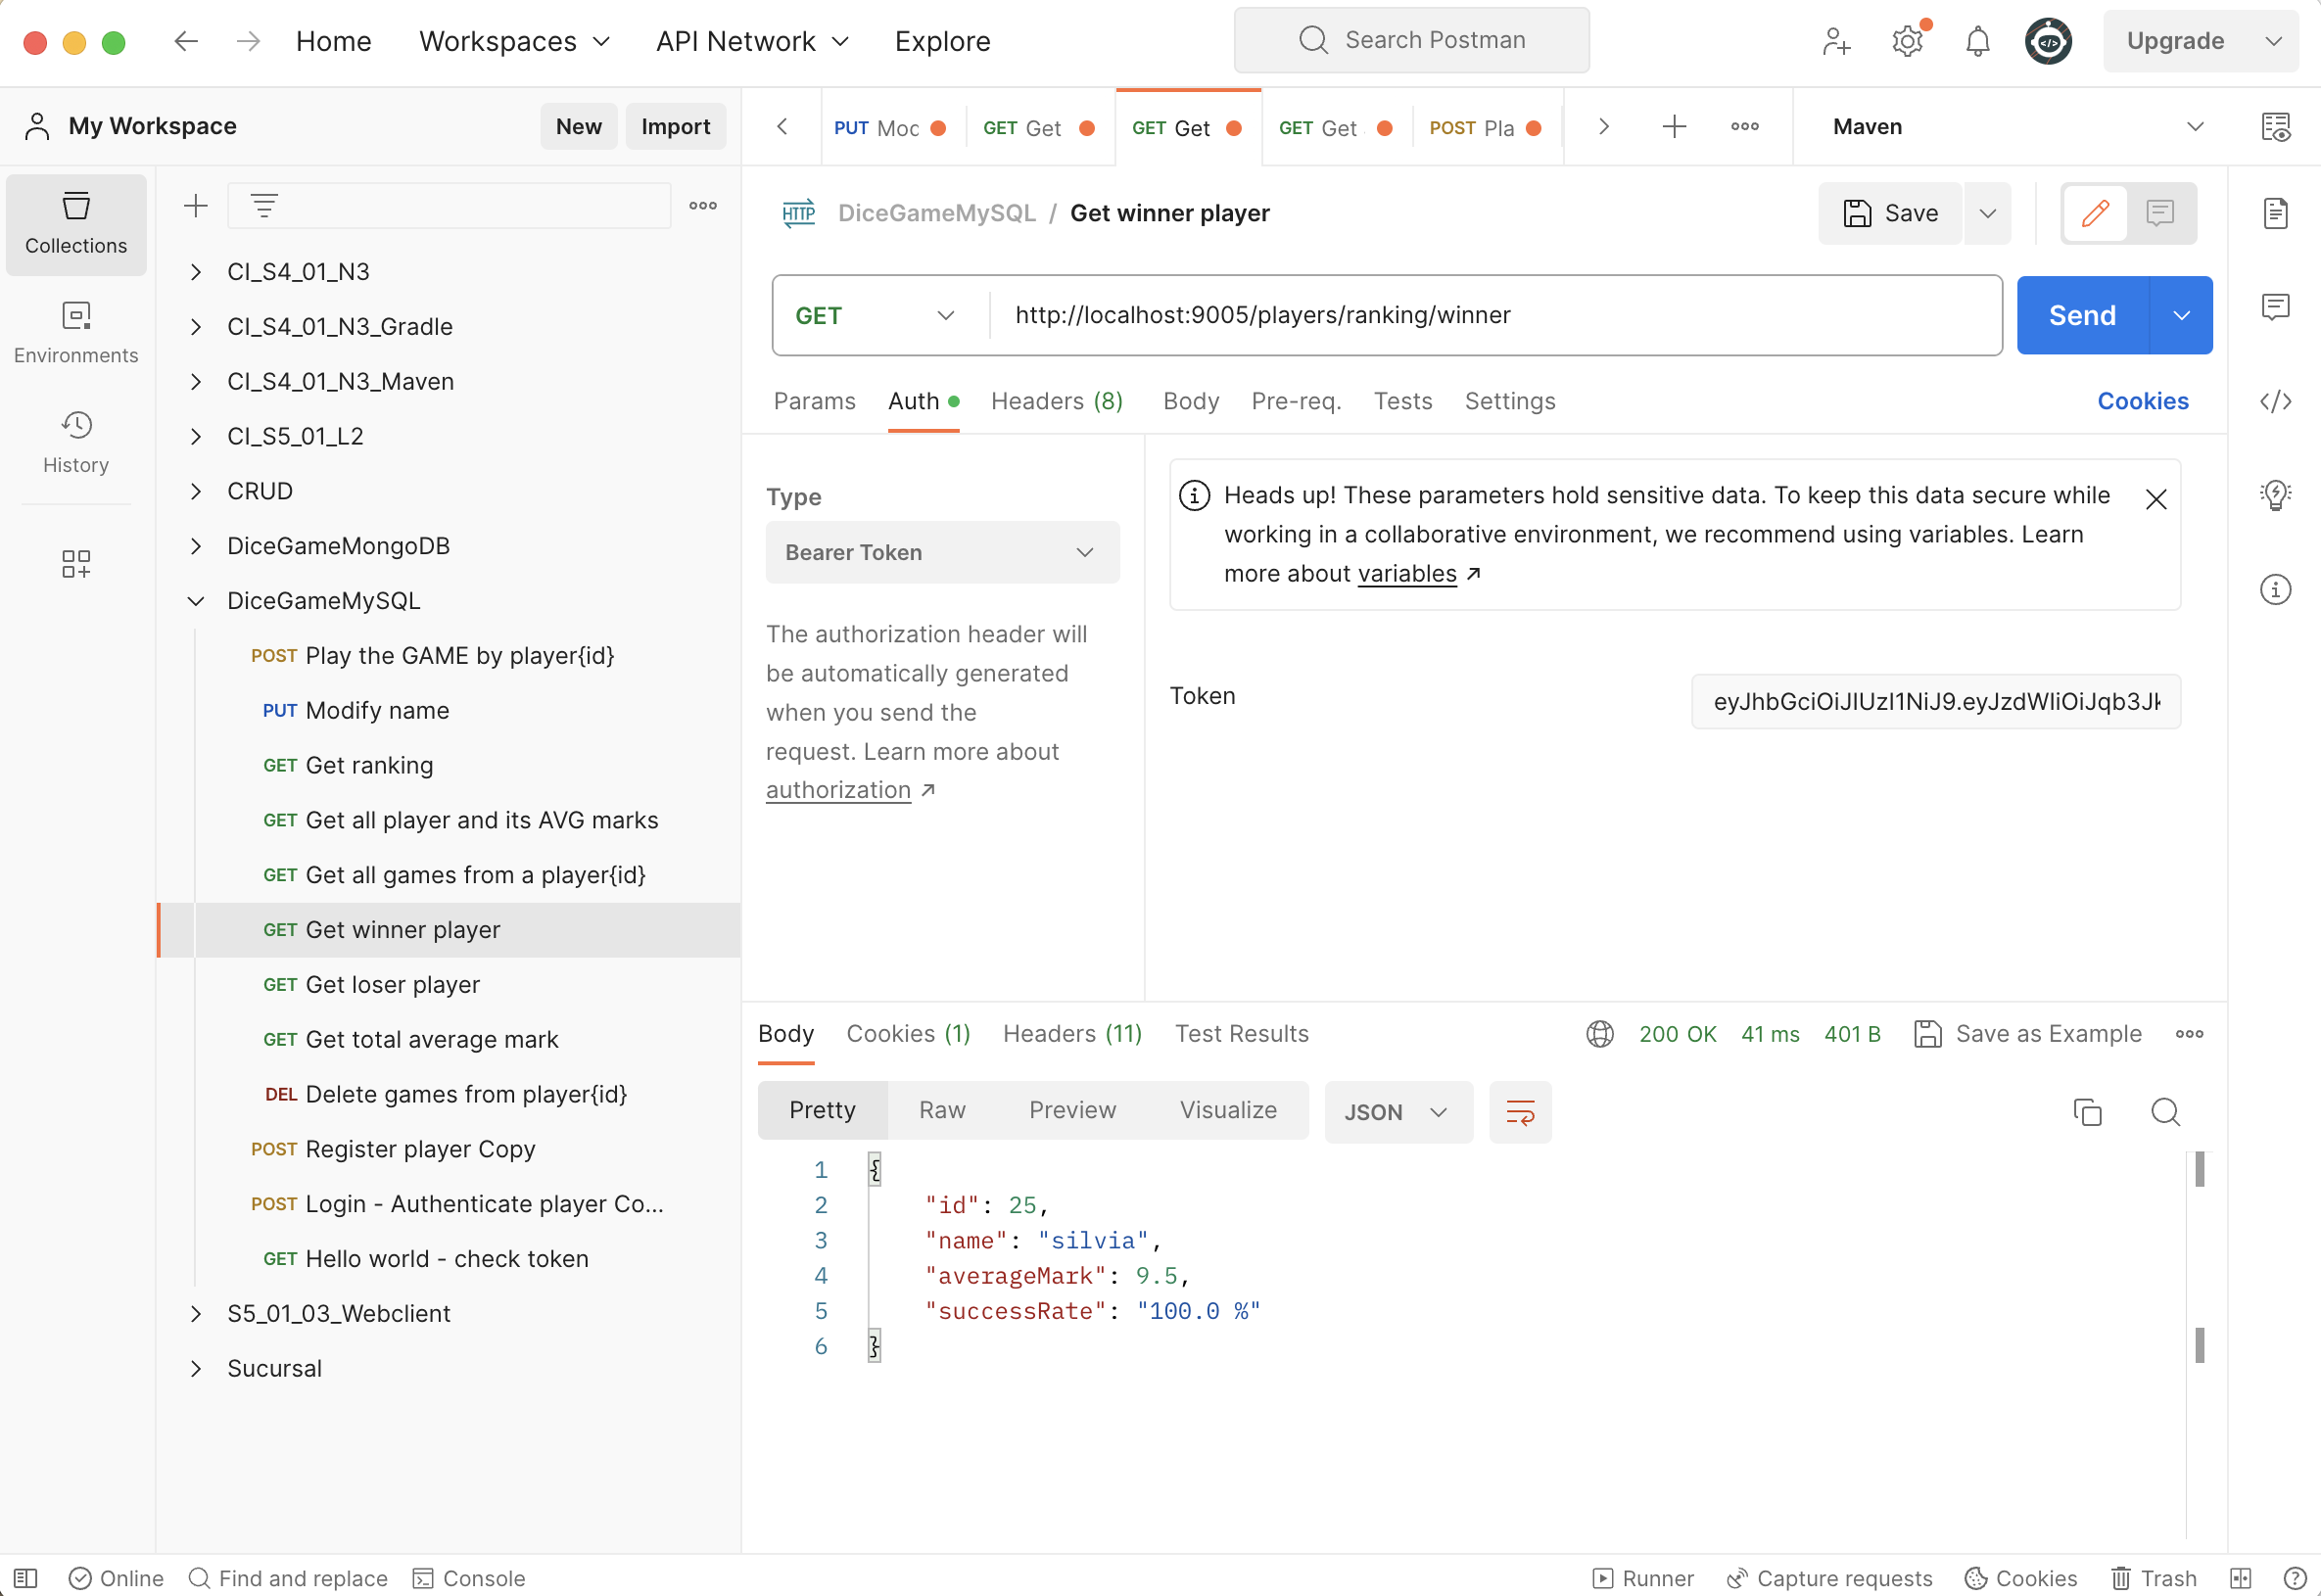 Home
Workspaces
API Network
Explore
Search Postman
Upgrade
My Workspace
New
Import
PUT Moc
GET Get
GET Get
GET Get
POST Pla
Maven
Collections
Environments
History
CI_S4_01_N3
CI_S4_01_N3_Gradle
CI_S4_01_N3_Maven
CI_S5_01_L2
CRUD
DiceGameMongoDB
DiceGameMySQL
POST Play the GAME by player{id}
PUT Modify name
GET Get ranking
GET Get all player and its AVG marks
GET Get all games from a player{id}
GET Get winner player
GET Get loser player
GET Get total average mark
DEL Delete games from player{id}
POST Register player Copy
POST Login - Authenticate player Co...
GET Hello world - check token
S5_01_03_Webclient
Sucursal
HTTP DiceGameMySQL / Get winner player
Save
GET http://localhost:9005/players/ranking/winner
Send
Params Auth Headers (8) Body Pre-req. Tests Settings
Cookies
Type
Bearer Token
The authorization header will
be automatically generated
when you send the
request. Learn more about
authorization ↗
Heads up! These parameters hold sensitive data. To keep this data secure while
working in a collaborative environment, we recommend using variables. Learn
more about variables ↗
Token
eyJhbGciOiJIUzI1NiJ9.eyJzdWIiOiJqb3Jk
Body Cookies (1) Headers (11) Test Results
200 OK 41 ms 401 B Save as Example
Pretty Raw Preview Visualize JSON
1 {
2 "id": 25,
3 "name": "silvia",
4 "averageMark": 9.5,
5 "successRate": "100.0 %"
6 }
Online
Find and replace
Console
Runner
Capture requests
Cookies
Trash